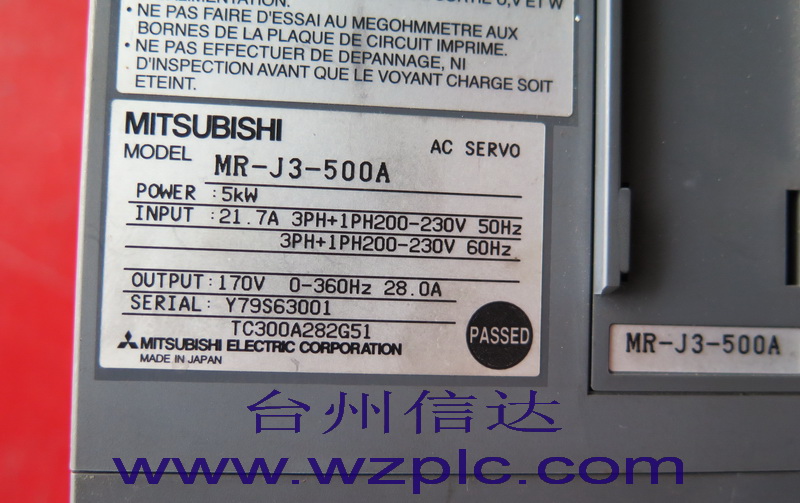 ALIMENTATION.
• NE PAS FAIRE D'ESSAI AU MEGOHMMETRE AUX
BORNES DE LA PLAQUE DE CIRCUIT IMPRIME.
• NE PAS EFFECTUER DE DEPANNAGE, NI
D'INSPECTION AVANT QUE LE VOYANT CHARGE SOIT
ETEINT.
MITSUBISHI
AC SERVO
MODEL MR-J3-500A
POWER :5kW
INPUT :21.7A 3PH+1PH200-230V 50Hz
3PH+1PH200-230V 60Hz
OUTPUT:170V 0-360Hz 28.0A
SERIAL: Y79S63001
TC300A282G51
MITSUBISHI ELECTRIC CORPORATION
MADE IN JAPAN
PASSED
MR-J3-500A
台州信达
www.wzplc.com